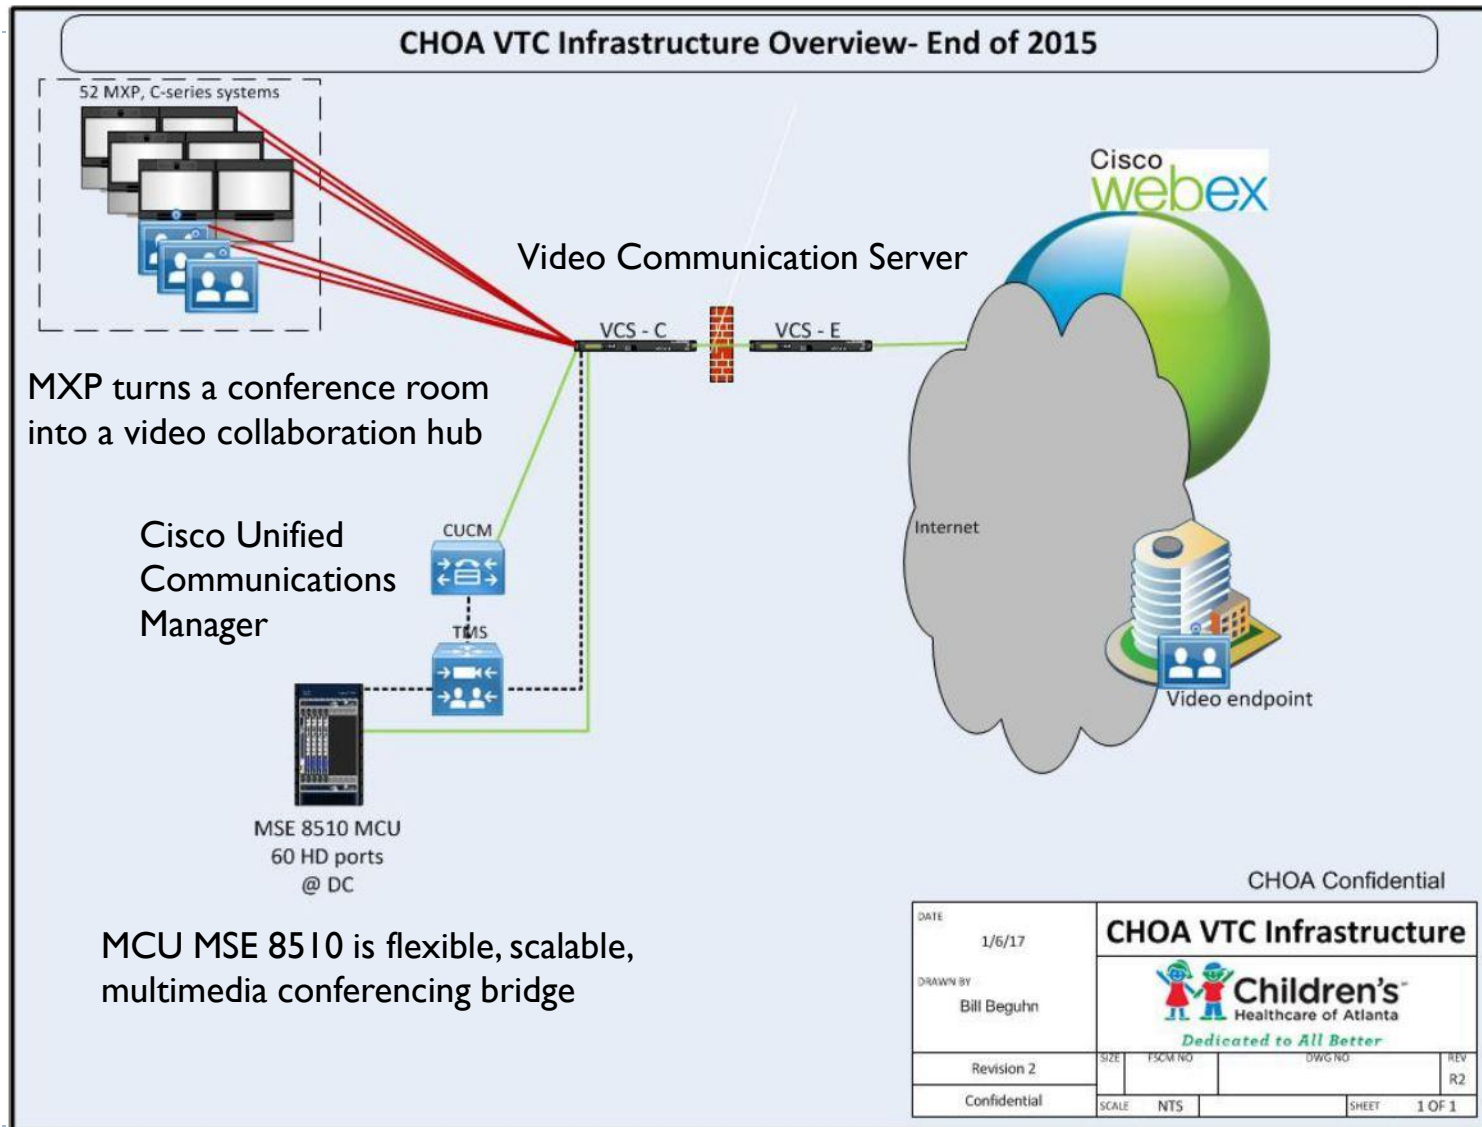 CHOA VTC Infrastructure Overview- End of 2015
52 MXP, C-series systems
Cisco
webex
Video Communication Server
VCS - C
VCS - E
MXP turns a conference room
into a video collaboration hub
Internet
Cisco Unified
Communications
Manager
CUCM
TMS
Video endpoint
MSE 8510 MCU
60 HD ports
@ DC
MCU MSE 8510 is flexible, scalable,
multimedia conferencing bridge
CHOA Confidential
DATE
1/6/17
DRAWN BY
Bill Beguhn
Revision 2
Confidential
CHOA VTC Infrastructure
Children's
Healthcare of Atlanta
Dedicated to All Better
SIZE FSCM NO DWG NO REV
R2
SCALE NTS SHEET 1 OF 1